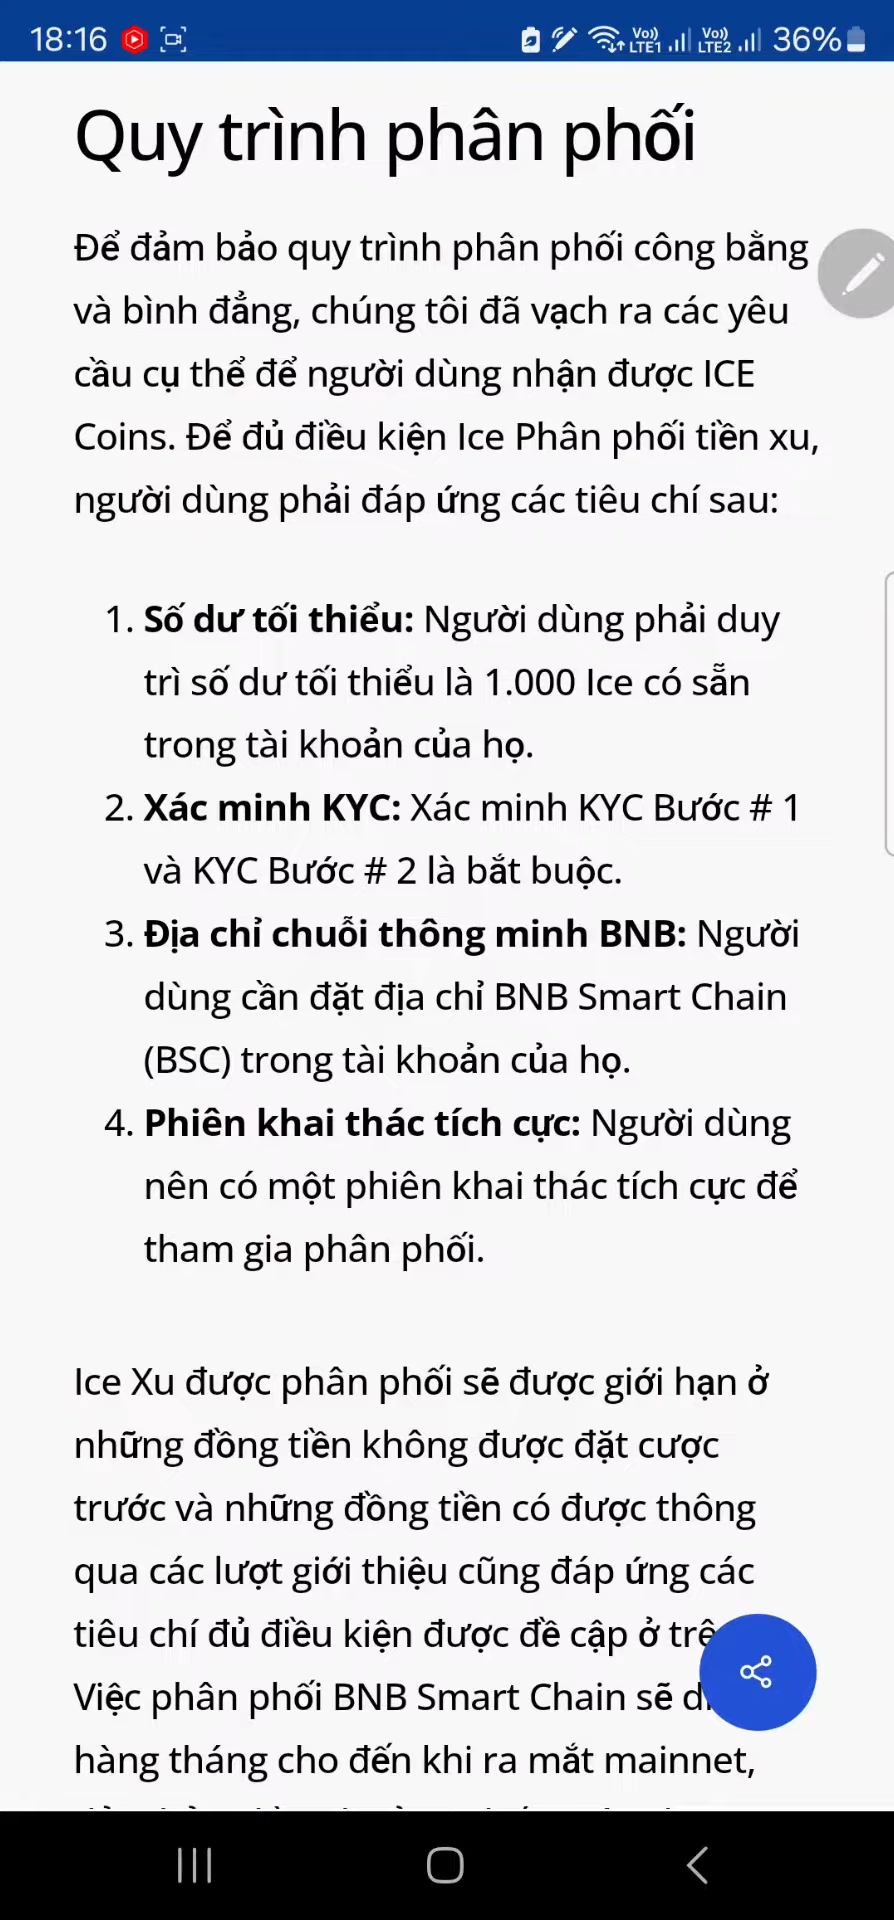 18:16
Vo)) LTE1 Vo)) LTE2 36%
Quy trình phân phối
Để đảm bảo quy trình phân phối công bằng
và bình đẳng, chúng tôi đã vạch ra các yêu
cầu cụ thể để người dùng nhận được ICE
Coins. Để đủ điều kiện Ice Phân phối tiền xu,
người dùng phải đáp ứng các tiêu chí sau:
1. Số dư tối thiểu: Người dùng phải duy
trì số dư tối thiểu là 1.000 Ice có sẵn
trong tài khoản của họ.
2. Xác minh KYC: Xác minh KYC Bước # 1
và KYC Bước # 2 là bắt buộc.
3. Địa chỉ chuỗi thông minh BNB: Người
dùng cần đặt địa chỉ BNB Smart Chain
(BSC) trong tài khoản của họ.
4. Phiên khai thác tích cực: Người dùng
nên có một phiên khai thác tích cực để
tham gia phân phối.
Ice Xu được phân phối sẽ được giới hạn ở
những đồng tiền không được đặt cược
trước và những đồng tiền có được thông
qua các lượt giới thiệu cũng đáp ứng các
tiêu chí đủ điều kiện được đề cập ở
Việc phân phối BNB Smart Chain sẽ
hàng tháng cho đến khi ra mắt mainnet,